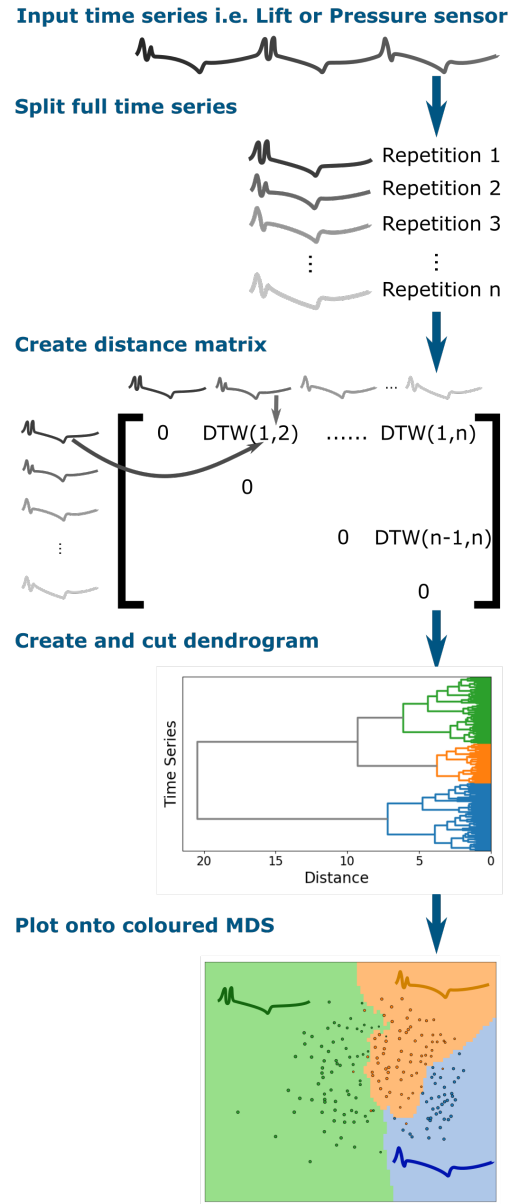 Input time series i.e. Lift or Pressure sensor
Split full time series
Repetition 1
Repetition 2
Repetition 3
⋮ ⋮
Repetition n
Create distance matrix
...
0 DTW(1,2) ...... DTW(1,n)
0
⋮
0 DTW(n-1,n)
0
Create and cut dendrogram
Time Series
20 15 10 5 0
Distance
Plot onto coloured MDS